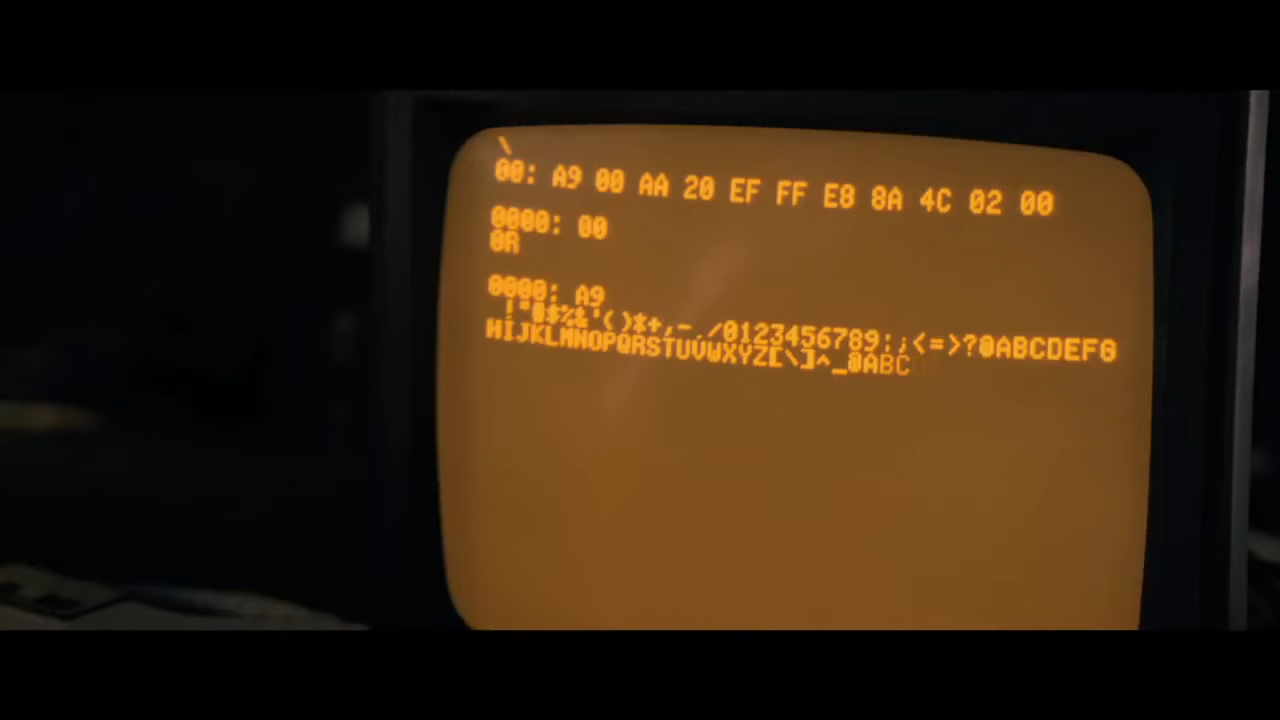 \
00: A9 00 AA 20 EF FF E8 8A 4C 02 00
0000: 00
0R
0000: A9
!"#$%&'()*+,-./0123456789:;<=>?@ABCDEFG
HIJKLMNOPQRSTUVWXYZ[\]^_@ABC